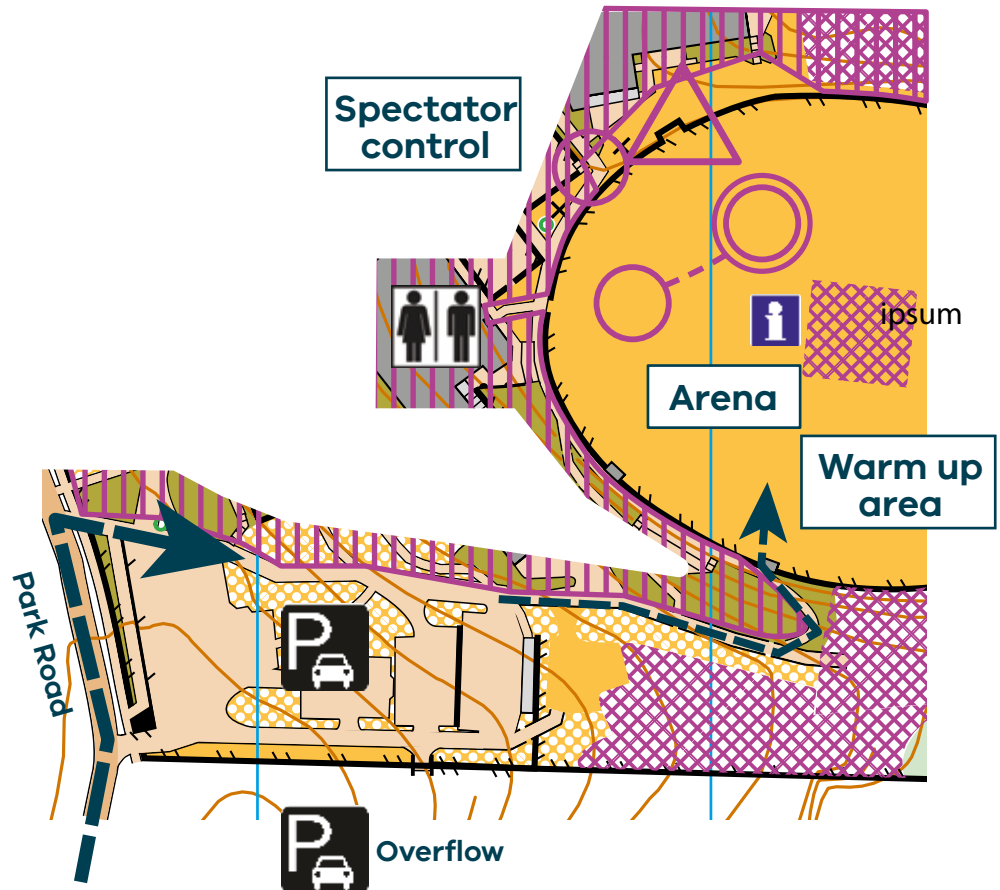 Spectator
control
ipsum
Arena
Warm up
area
Park Road
P
P
Overflow